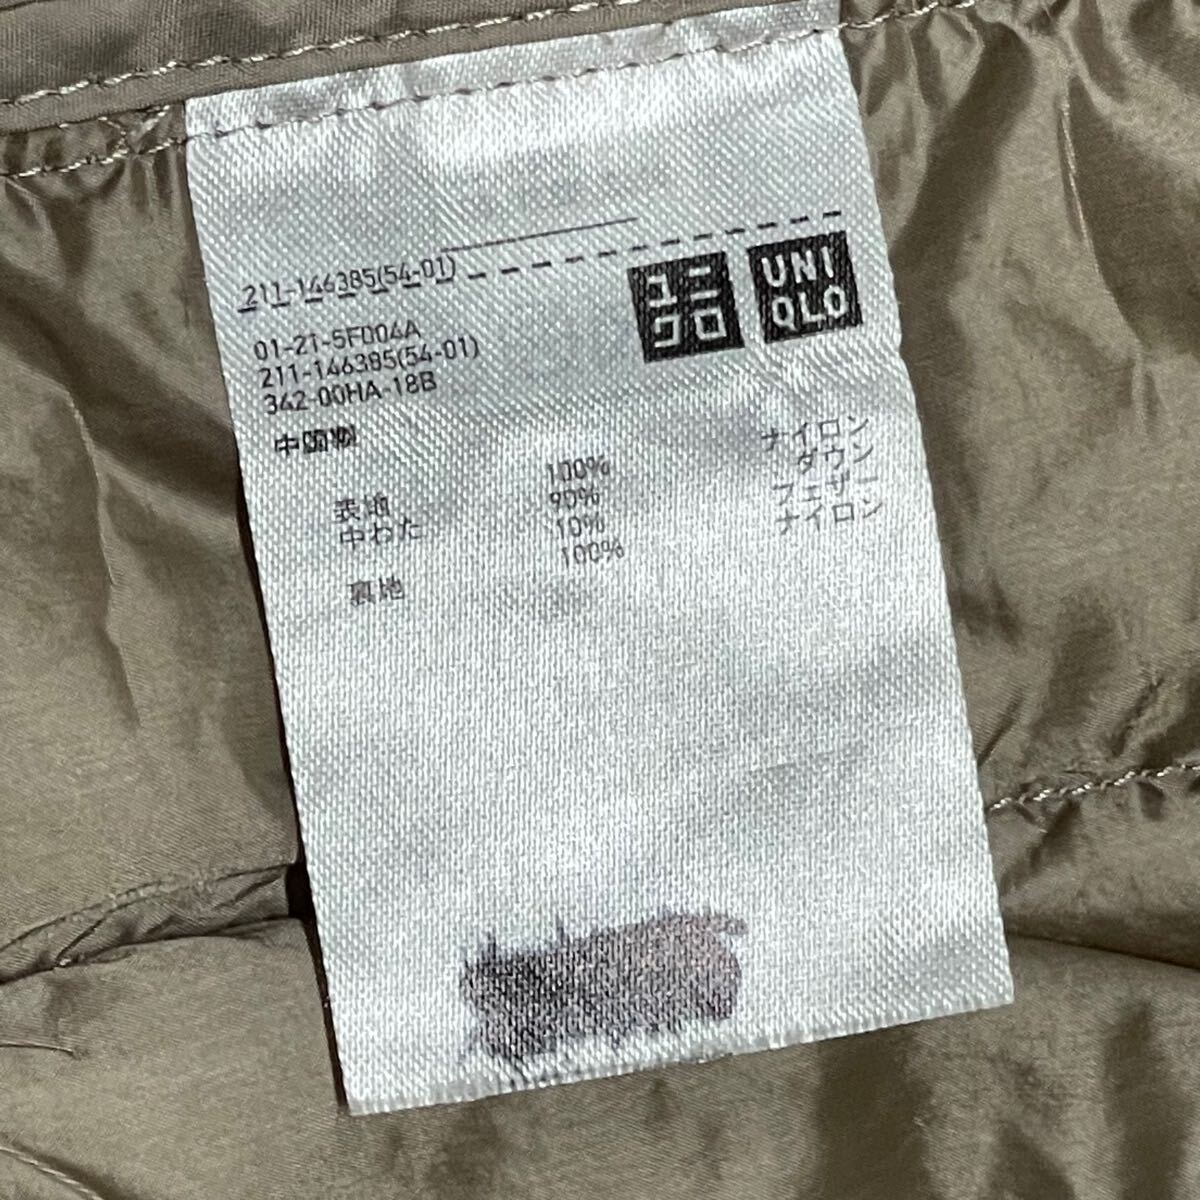 211-146385(54-01)
ユニクロ
UNIQLO
01-21-5F004A
211-146385(54-01)
342-00HA-18B
中国製
表地 100% ナイロン
中わた 90% ダウン
10% フェザー
裏地 100% ナイロン